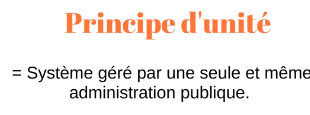 Principe d'unité
= Système géré par une seule et même
administration publique.